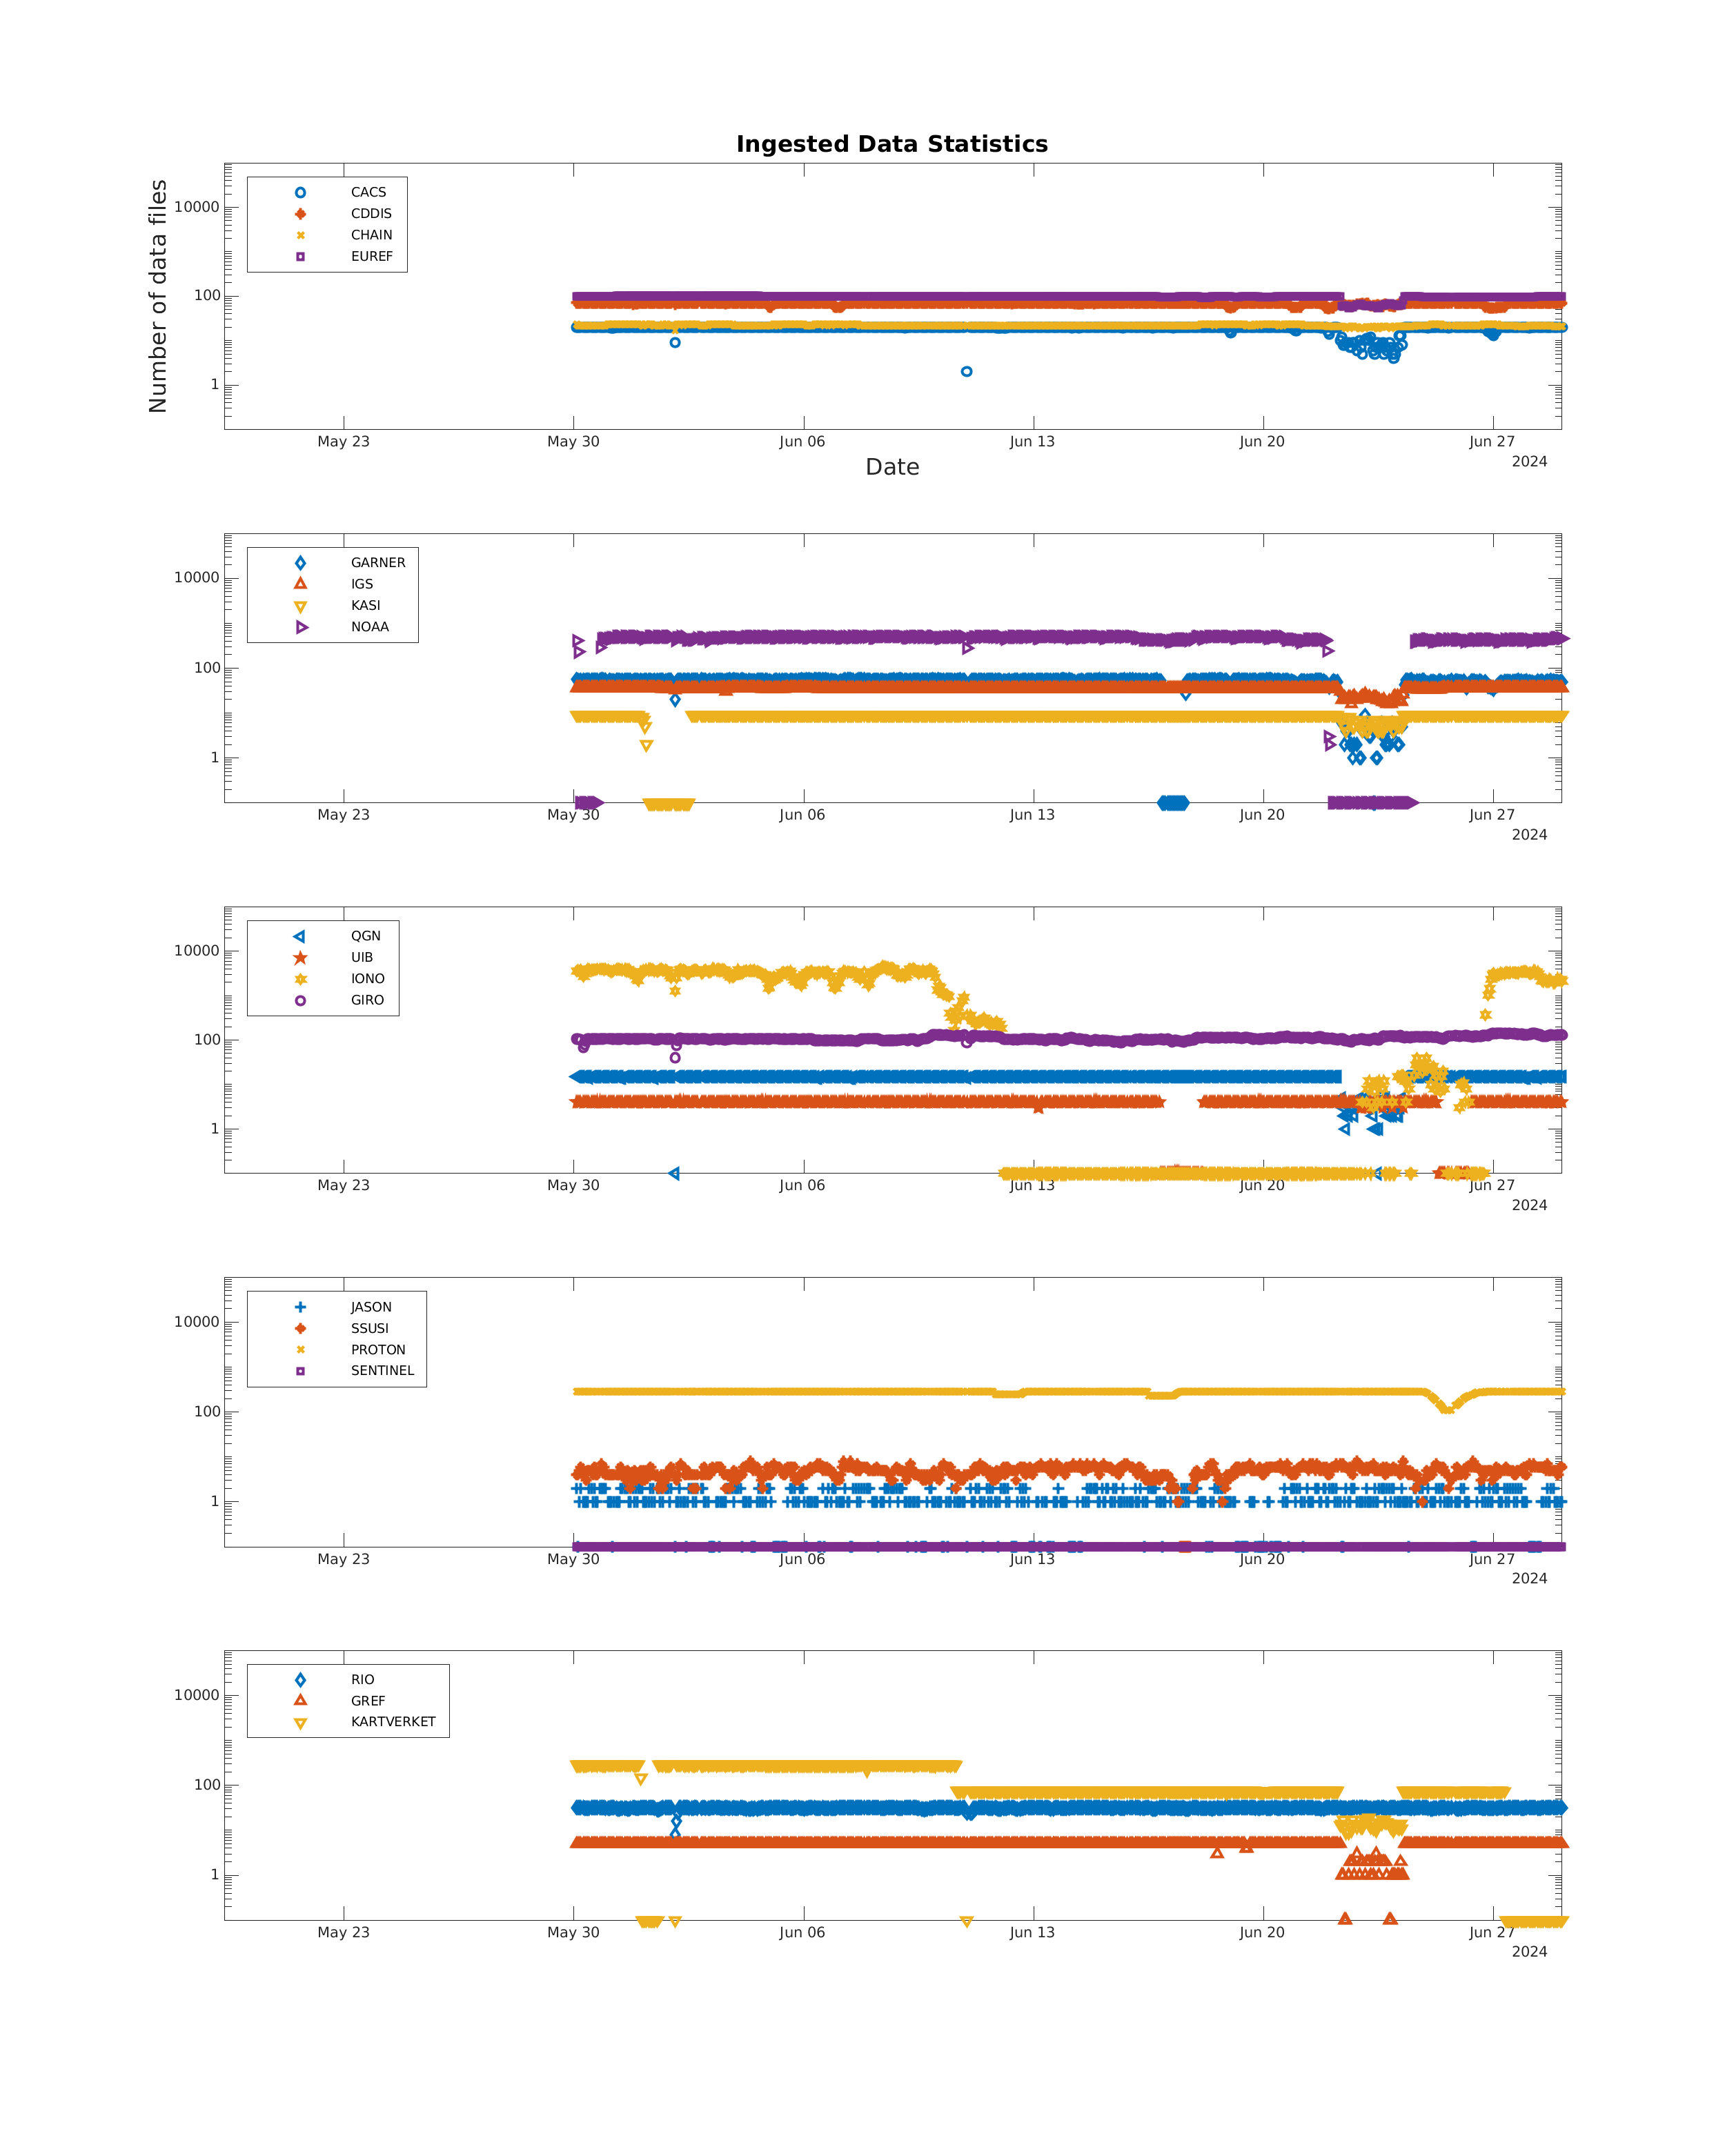 Ingested Data Statistics
Number of data files
10000
100
1
CACS
CDDIS
CHAIN
EUREF
May 23 May 30 Jun 06 Jun 13 Jun 20 Jun 27
2024
Date
10000
100
1
GARNER
IGS
KASI
NOAA
May 23 May 30 Jun 06 Jun 13 Jun 20 Jun 27
2024
10000
100
1
QGN
UIB
IONO
GIRO
May 23 May 30 Jun 06 Jun 13 Jun 20 Jun 27
2024
10000
100
1
JASON
SSUSI
PROTON
SENTINEL
May 23 May 30 Jun 06 Jun 13 Jun 20 Jun 27
2024
10000
100
1
RIO
GREF
KARTVERKET
May 23 May 30 Jun 06 Jun 13 Jun 20 Jun 27
2024